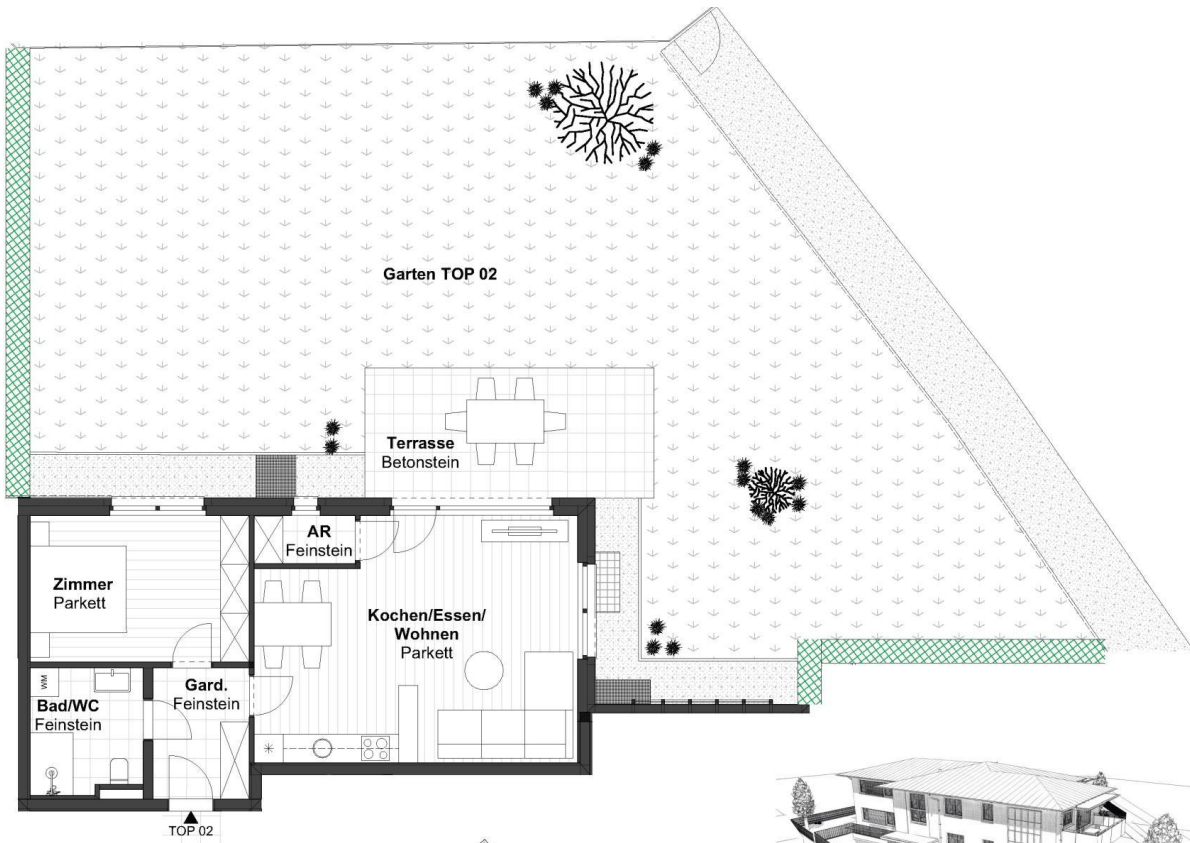 Garten TOP 02
Terrasse
Betonstein
AR
Feinstein
Zimmer
Parkett
Kochen/Essen/
Wohnen
Parkett
Gard.
Feinstein
WM
Bad/WC
Feinstein
TOP 02